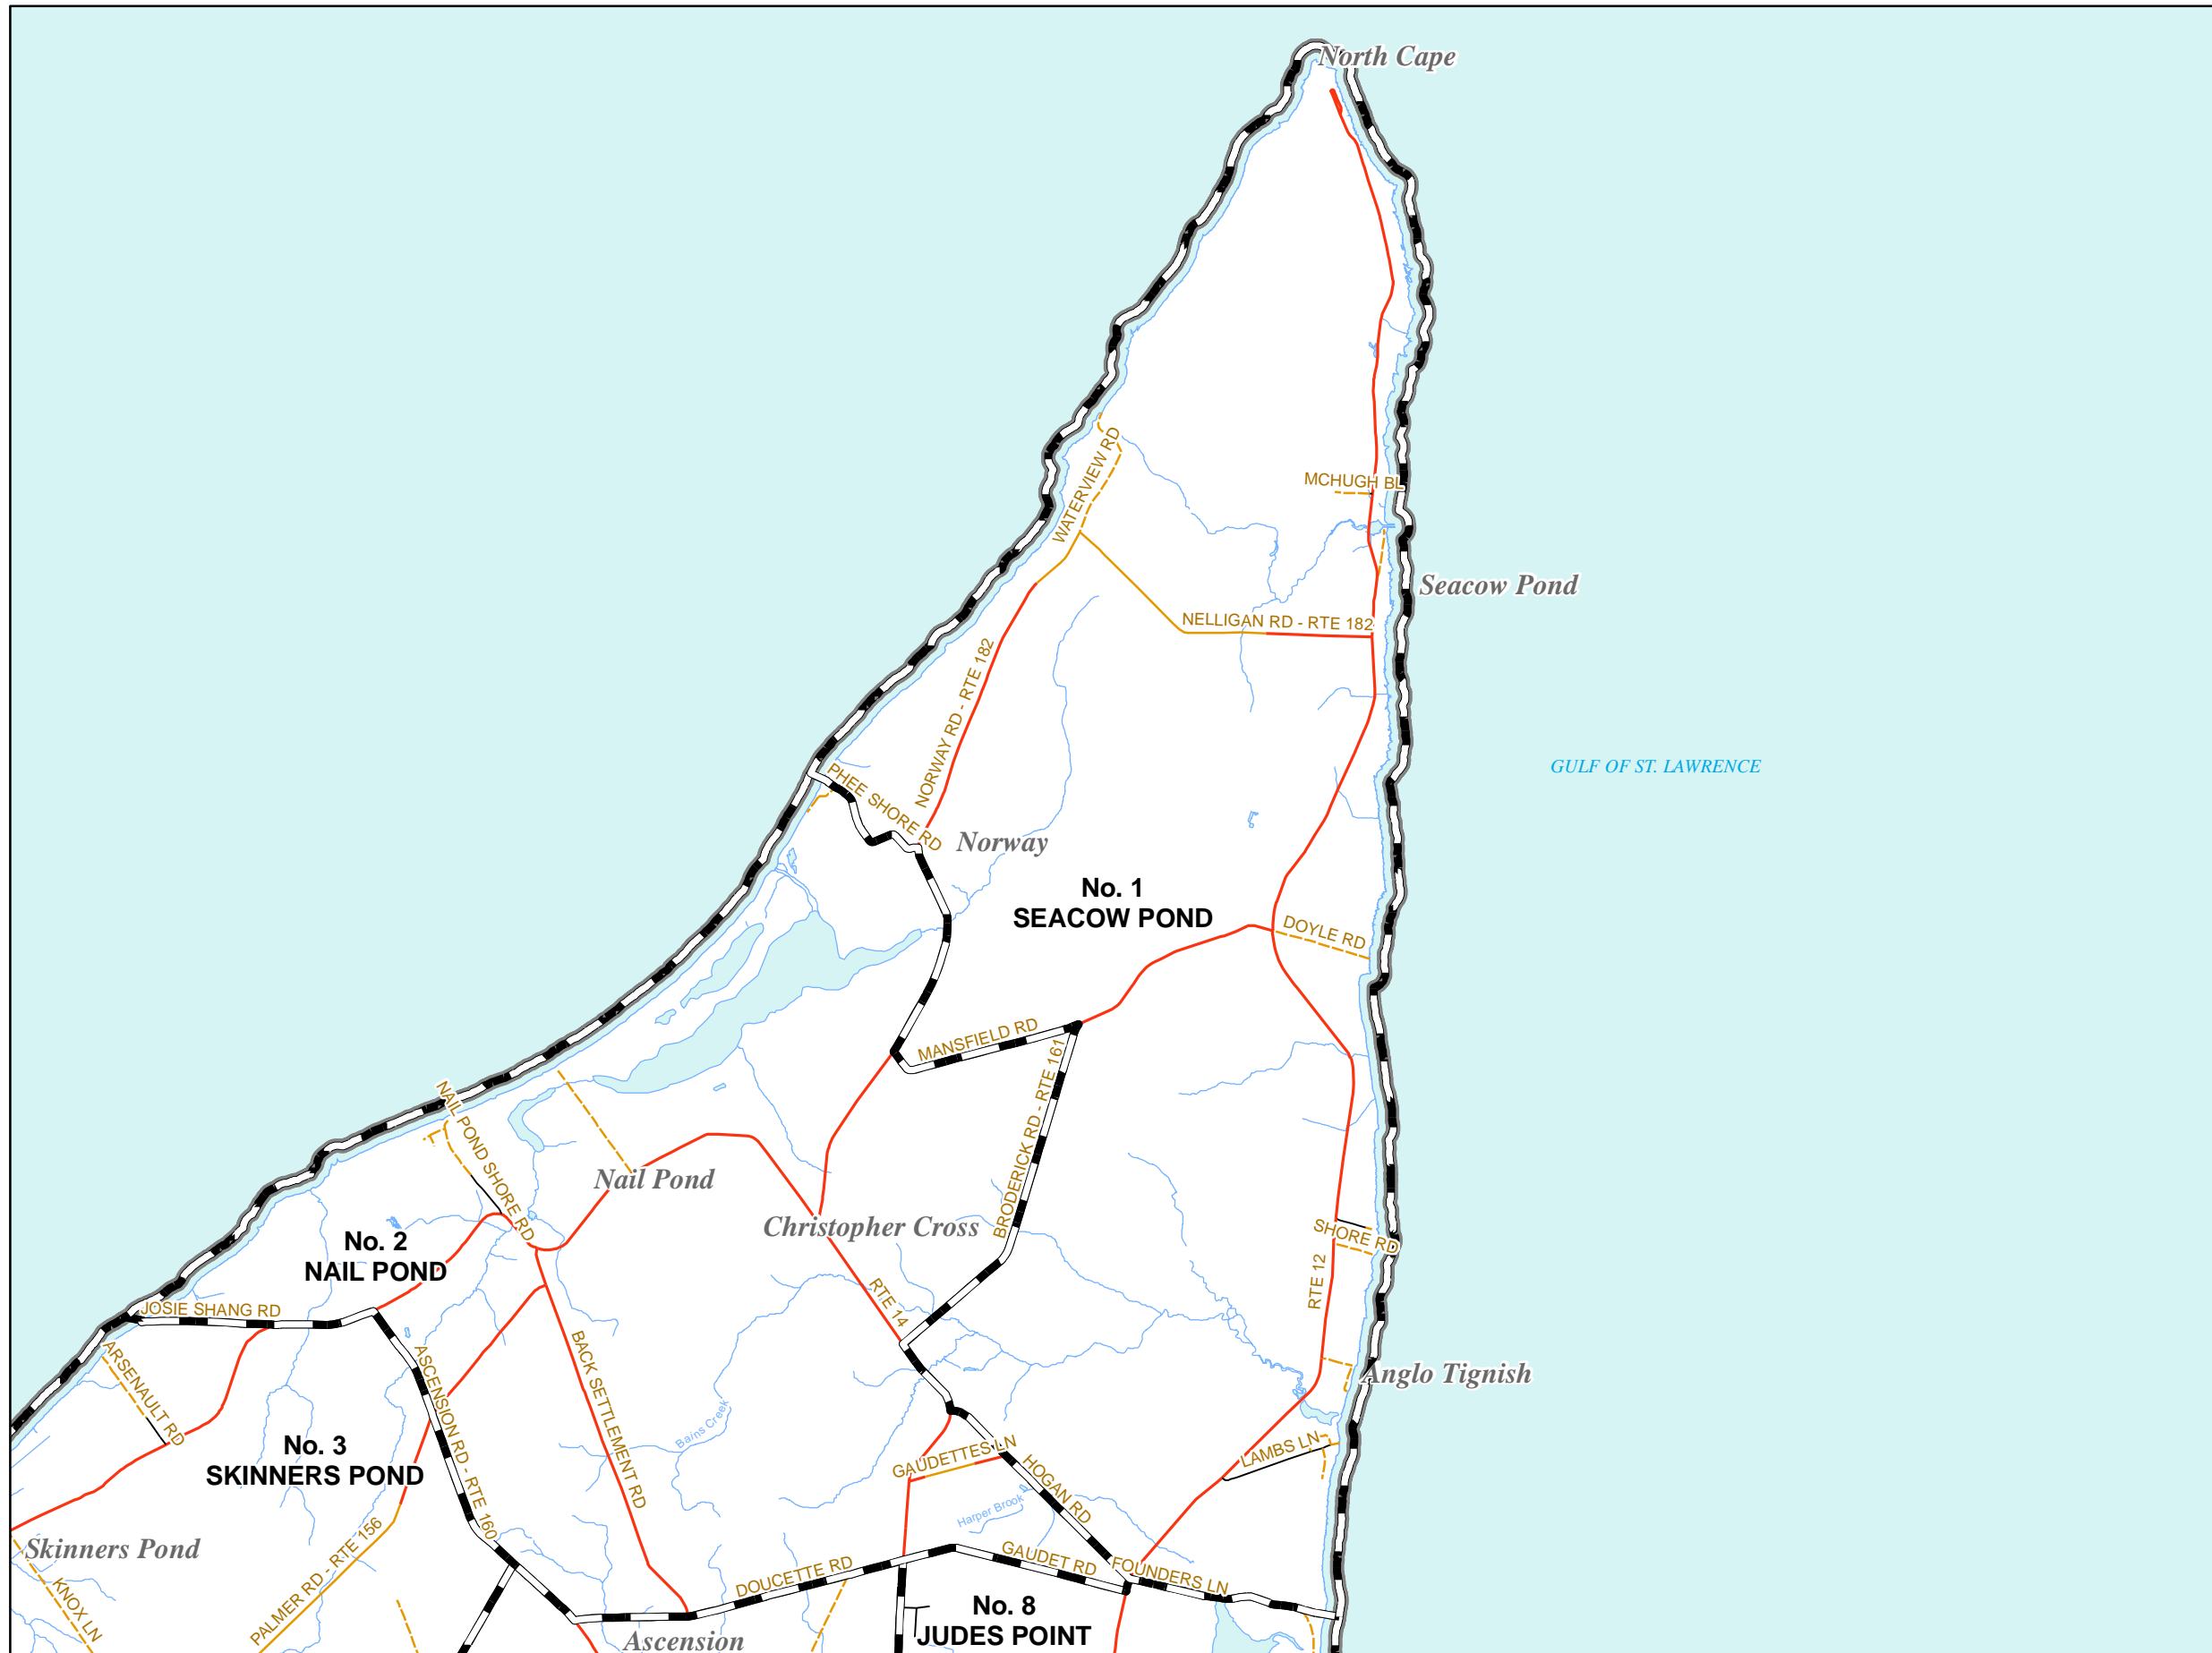 North Cape
WATERVIEW RD
MCHUGH BL
Seacow Pond
NELLIGAN RD - RTE 182
NORWAY RD - RTE 182
GULF OF ST. LAWRENCE
PHEE SHORE RD
Norway
No. 1
SEACOW POND
DOYLE RD
MANSFIELD RD
BRODERICK RD - RTE 161
NAIL POND SHORE RD
Nail Pond
Christopher Cross
SHORE RD
No. 2
NAIL POND
RTE 12
RTE 14
JOSIE SHANG RD
ARSENAULT RD
ASCENSION RD - RTE 160
BACK SETTLEMENT RD
Anglo Tignish
Bains Creek
No. 3
SKINNERS POND
GAUDETTES LN
HOGAN RD
LAMBS LN
Harper Brook
Skinners Pond
KNOX LN
PALMER RD - RTE 156
DOUCETTE RD
GAUDET RD
FOUNDERS LN
No. 8
JUDES POINT
Ascension